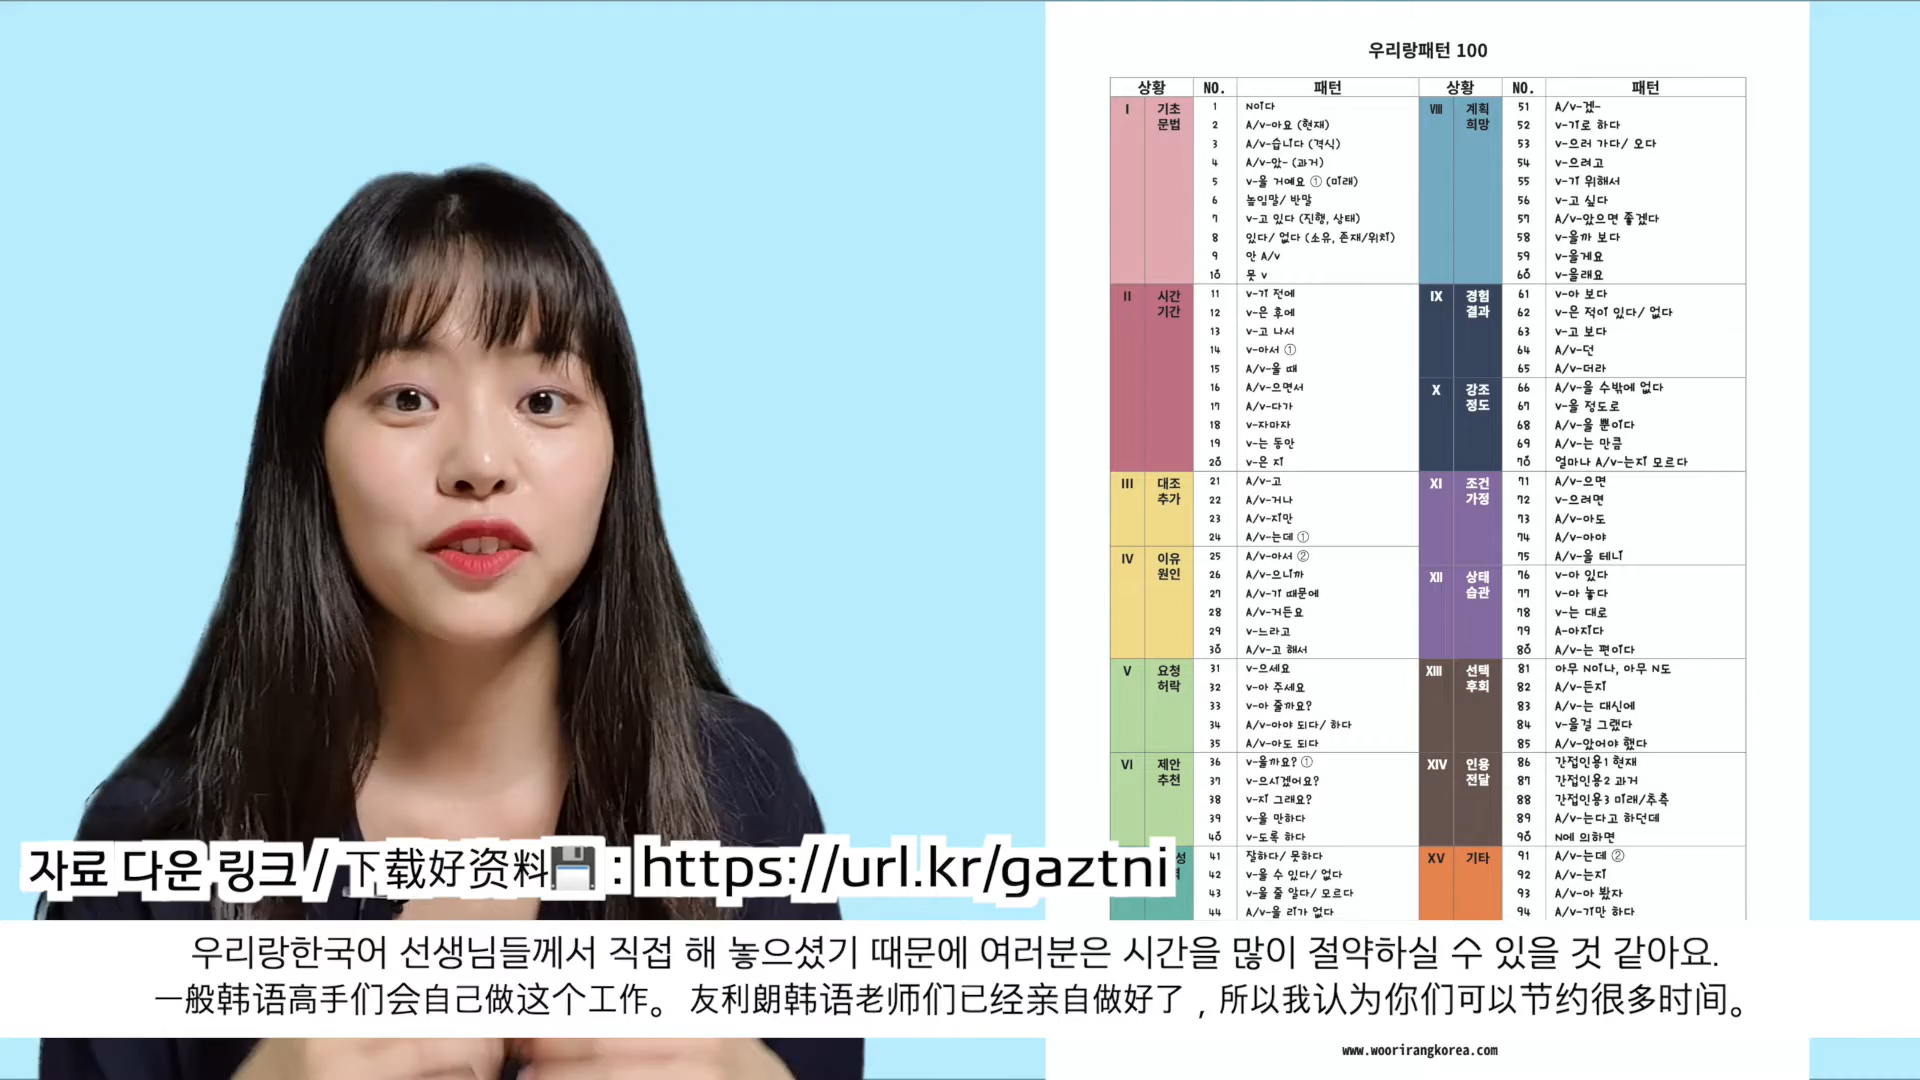 우리랑패턴 100
상황 NO. 패턴 상황 NO. 패턴
I 기초 문법
1 N이다
2 A/V-아요 (현재)
3 A/V-습니다 (격식)
4 A/V-았- (과거)
5 V-을 거예요 ① (미래)
6 높임말/ 반말
7 V-고 있다 (진행, 상태)
8 있다/ 없다 (소유, 존재/위치)
9 안 A/V
10 못 V
II 시간 기간
11 V-기 전에
12 V-은 후에
13 V-고 나서
14 V-아서 ①
15 A/V-을 때
16 A/V-으면서
17 A/V-다가
18 V-자마자
19 V-는 동안
20 V-은 지
III 대조 추가
21 A/V-고
22 A/V-거나
23 A/V-지만
24 A/V-는데 ①
IV 이유 원인
25 A/V-아서 ②
26 A/V-으니까
27 A/V-기 때문에
28 A/V-거든요
29 V-느라고
30 A/V-고 해서
V 요청 허락
31 V-으세요
32 V-아 주세요
33 V-아 줄까요?
34 A/V-아야 되다/ 하다
35 A/V-아도 되다
VI 제안 추천
36 V-을까요? ①
37 V-으시겠어요?
38 V-지 그래요?
39 V-을 만하다
40 V-도록 하다
성
41 잘하다/ 못하다
42 V-을 수 있다/ 없다
43 V-을 줄 알다/ 모르다
44 A/V-을 리가 없다
VIII 계획 희망
51 A/V-겠-
52 V-기로 하다
53 V-으러 가다/ 오다
54 V-으려고
55 V-기 위해서
56 V-고 싶다
57 A/V-았으면 좋겠다
58 V-을까 보다
59 V-을게요
60 V-을래요
IX 경험 결과
61 V-아 보다
62 V-은 적이 있다/ 없다
63 V-고 보다
64 A/V-던
65 A/V-더라
X 강조 정도
66 A/V-을 수밖에 없다
67 V-을 정도로
68 A/V-을 뿐이다
69 A/V-는 만큼
70 얼마나 A/V-는지 모르다
XI 조건 가정
71 A/V-으면
72 V-으려면
73 A/V-아도
74 A/V-아야
75 A/V-을 테니
XII 상태 습관
76 V-아 있다
77 V-아 놓다
78 V-는 대로
79 A-아지다
80 A/V-는 편이다
XIII 선택 후회
81 아무 N이나, 아무 N도
82 A/V-든지
83 A/V-는 대신에
84 V-을걸 그랬다
85 A/V-았어야 했다
XIV 인용 전달
86 간접인용1 현재
87 간접인용2 과거
88 간접인용3 미래/추측
89 A/V-는다고 하던데
90 N에 의하면
XV 기타
91 A/V-는데 ②
92 A/V-는지
93 A/V-아 봤자
94 A/V-기만 하다
자료 다운 링크 / 下载好资料💾 : https://url.kr/gaztni
우리랑한국어 선생님들께서 직접 해 놓으셨기 때문에 여러분은 시간을 많이 절약하실 수 있을 것 같아요.
一般韩语高手们会自己做这个工作。 友利朗韩语老师们已经亲自做好了，所以我认为你们可以节约很多时间。
www.woorirangkorea.com